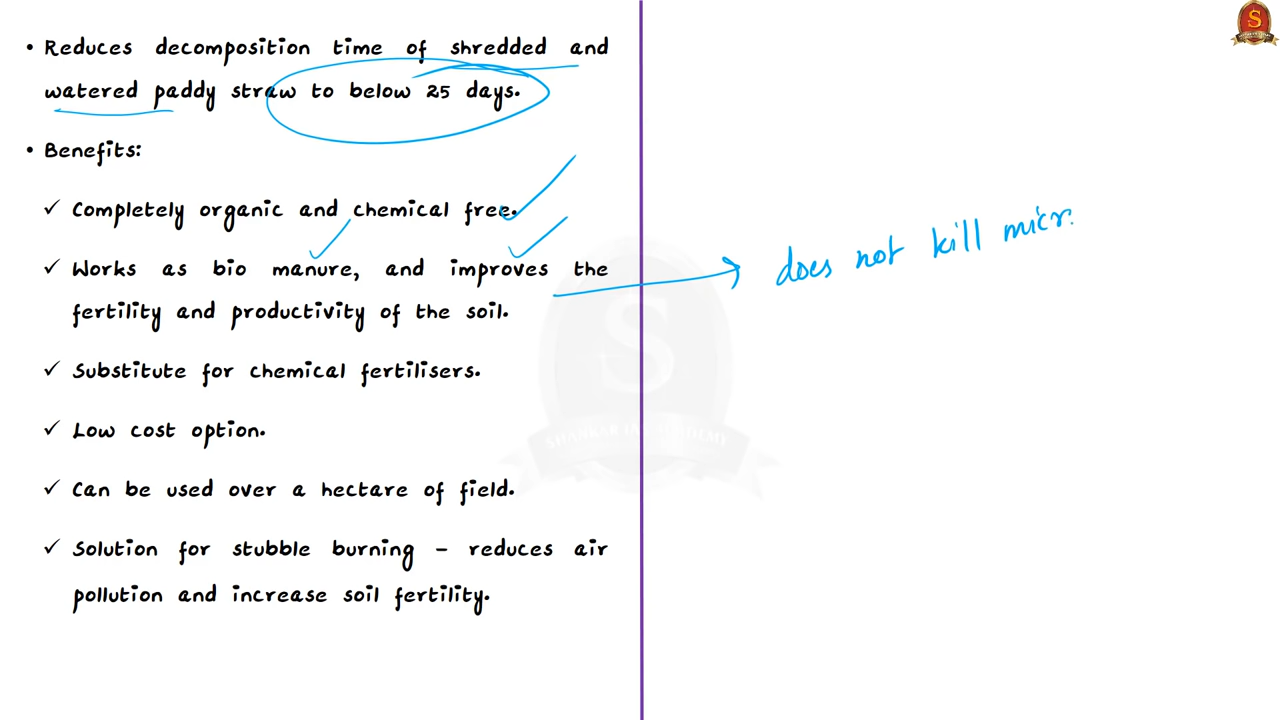 • Reduces decomposition time of shredded and
watered paddy straw to below 25 days.
• Benefits:
✓ Completely organic and chemical free.
✓ Works as bio manure, and improves the
fertility and productivity of the soil.
✓ Substitute for chemical fertilisers.
✓ Low cost option.
✓ Can be used over a hectare of field.
✓ Solution for stubble burning – reduces air
pollution and increase soil fertility.
does not kill micr
S
SHANKAR IAS ACADEMY